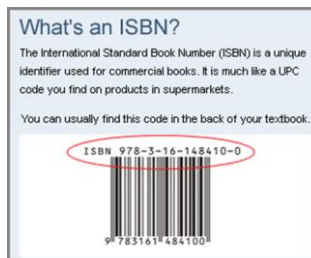 What's an ISBN?
The International Standard Book Number (ISBN) is a unique
identifier used for commercial books. It is much like a UPC
code you find on products in supermarkets.
You can usually find this code in the back of your textbook.
ISBN 978-3-16-148410-0
9 783161 484100